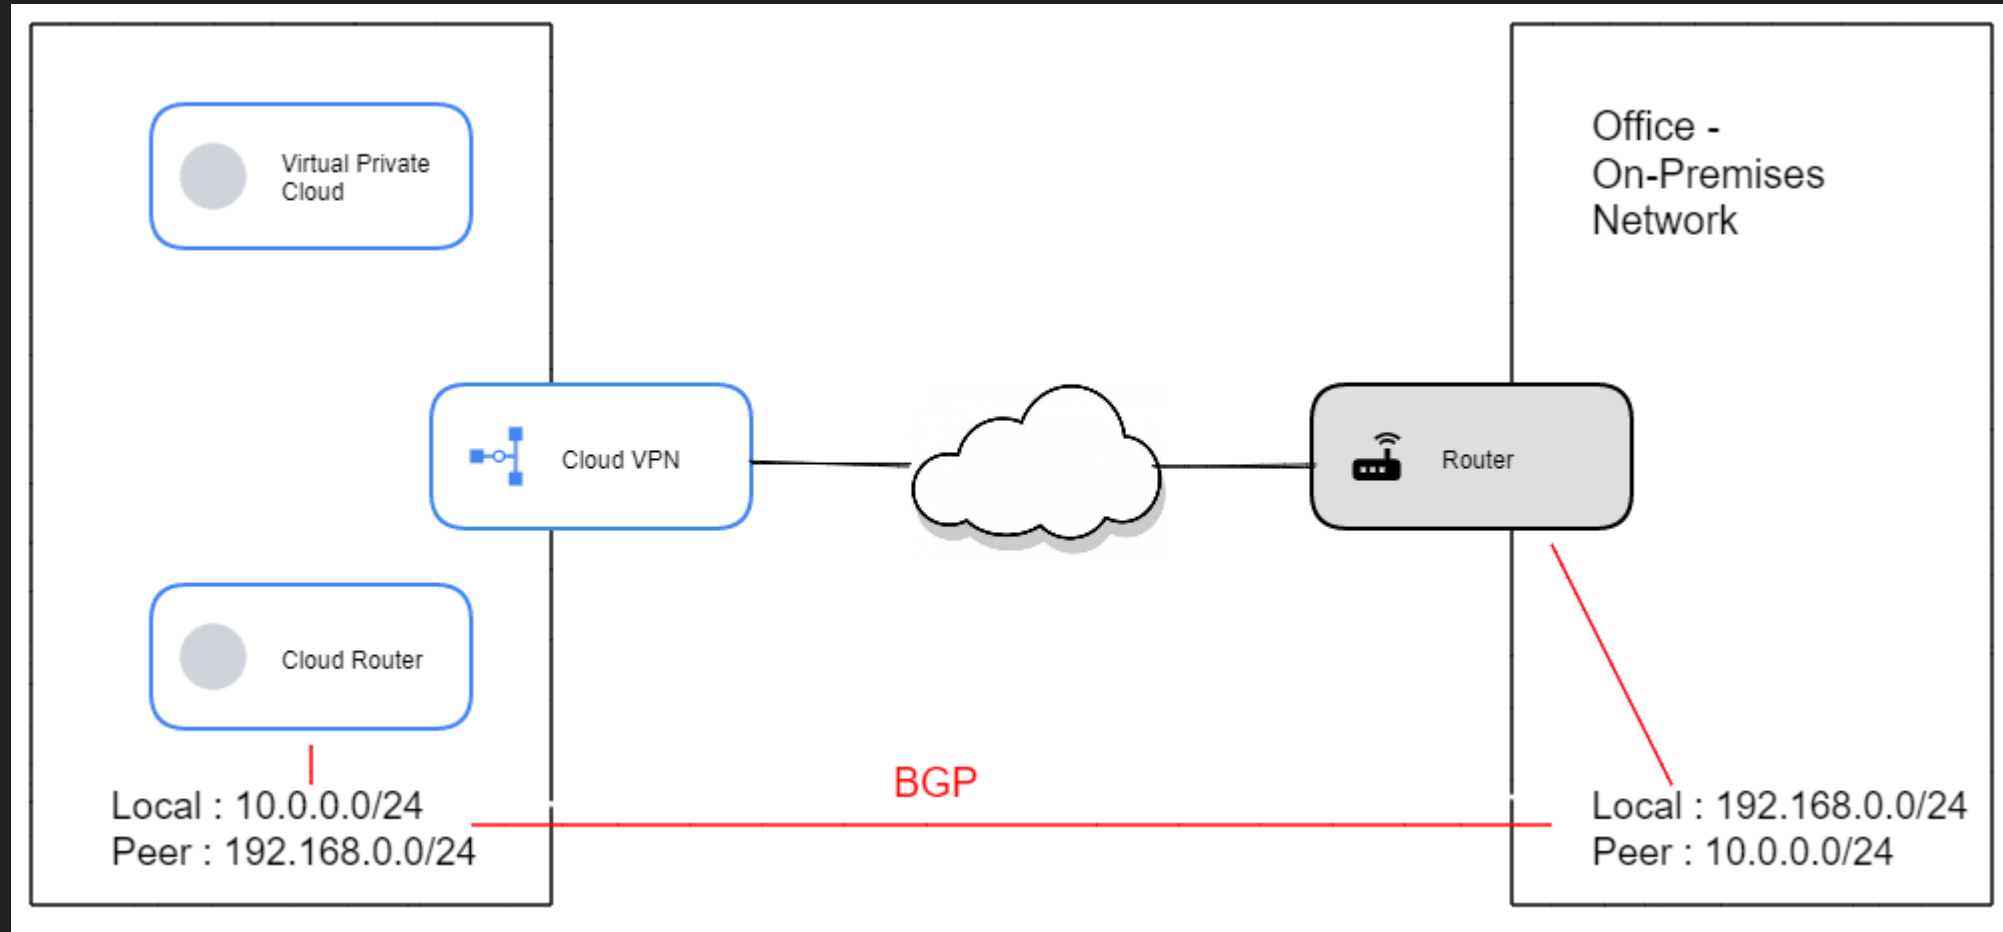 Virtual Private
Cloud
Office -
On-Premises
Network
Cloud VPN
Router
Cloud Router
BGP
Local : 10.0.0.0/24
Peer : 192.168.0.0/24
Local : 192.168.0.0/24
Peer : 10.0.0.0/24